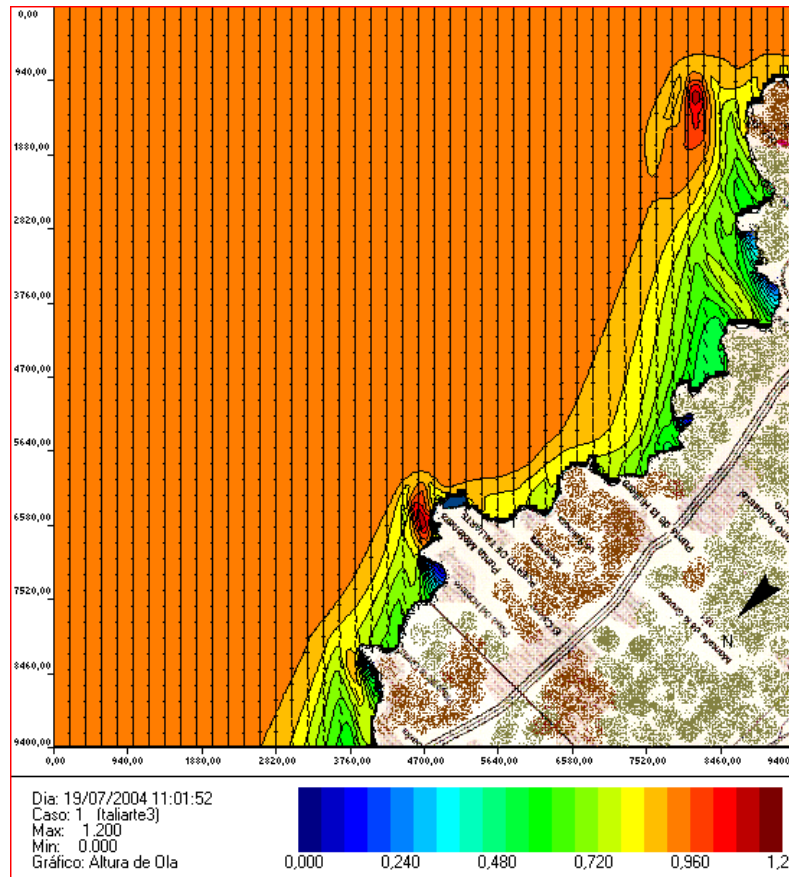 0,00
940,00
1880,00
2820,00
3760,00
4700,00
5640,00
6580,00
7520,00
8460,00
9400,00
0,00 940,00 1880,00 2820,00 3760,00 4700,00 5640,00 6580,00 7520,00 8460,00 9400
N
Dia: 19/07/2004 11:01:52
Caso: 1 (taliarte3)
Max: 1.200
Min: 0.000
Gráfico: Altura de Ola
0,000 0,240 0,480 0,720 0,960 1,2